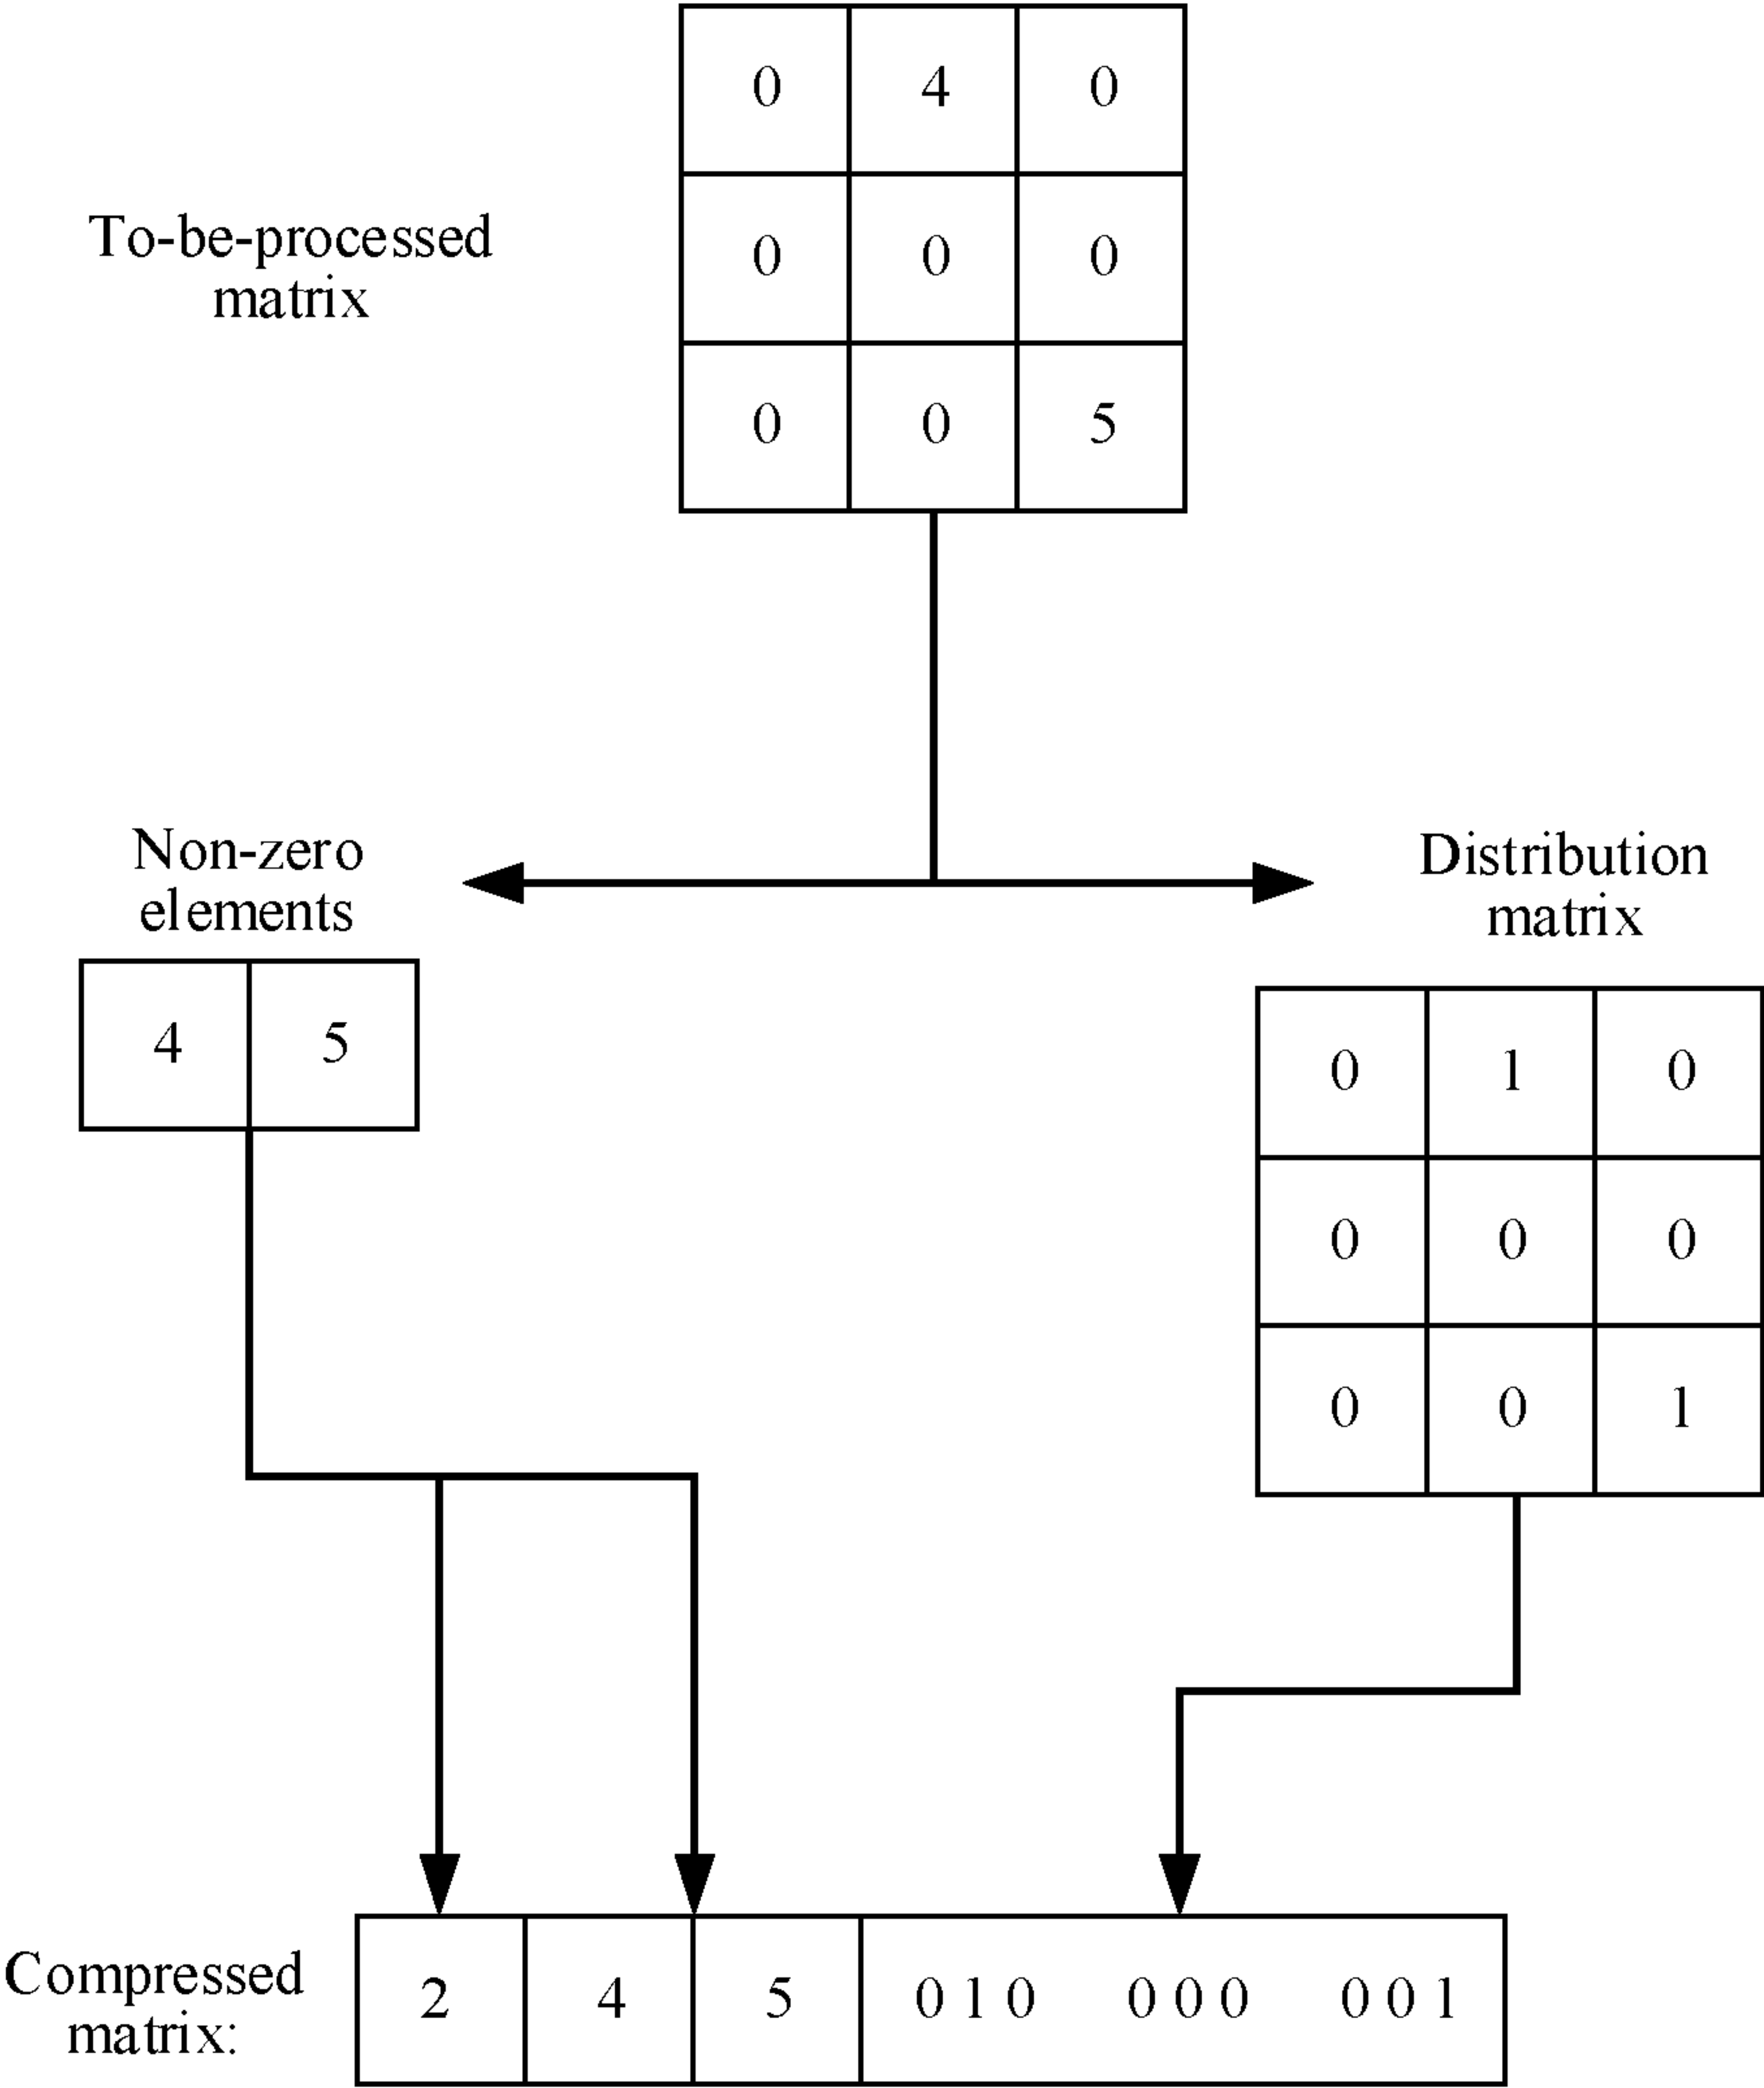 0 4 0
To-be-processed
matrix
0 0 0
0 0 5
Non-zero
elements
4 5
Distribution
matrix
0 1 0
0 0 0
0 0 1
Compressed
matrix:
2 4 5 0 1 0 0 0 0 0 0 1